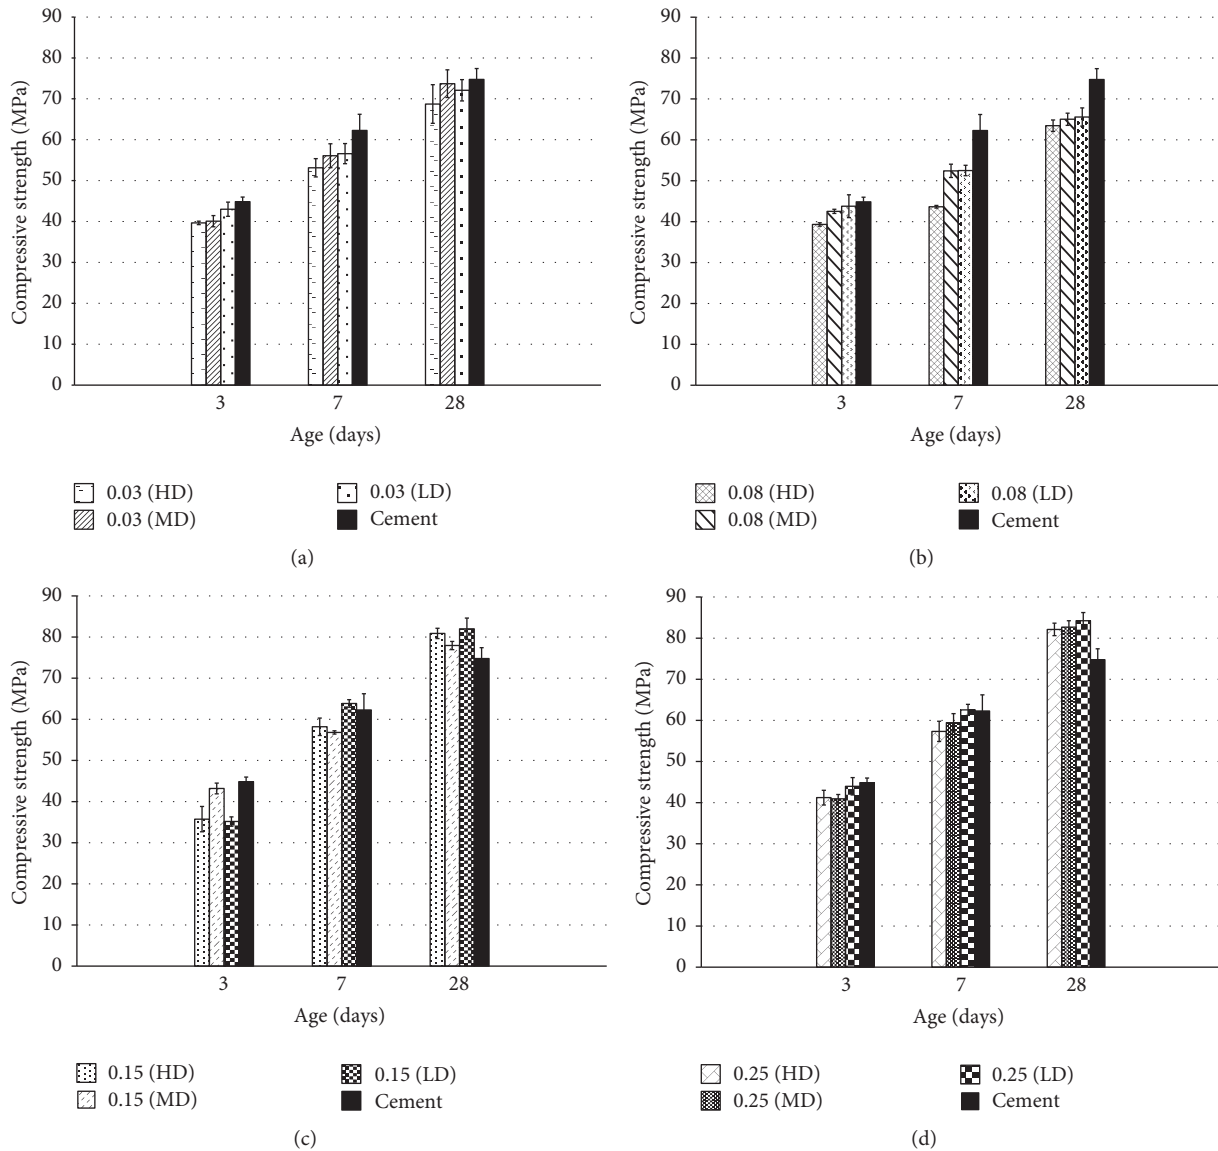 90
80
70
60
50
40
30
20
10
0
Compressive strength (MPa)
3 7 28
Age (days)
0.03 (HD) 0.03 (LD)
0.03 (MD) Cement
(a)
90
80
70
60
50
40
30
20
10
0
Compressive strength (MPa)
3 7 28
Age (days)
0.08 (HD) 0.08 (LD)
0.08 (MD) Cement
(b)
90
80
70
60
50
40
30
20
10
0
Compressive strength (MPa)
3 7 28
Age (days)
0.15 (HD) 0.15 (LD)
0.15 (MD) Cement
(c)
90
80
70
60
50
40
30
20
10
0
Compressive strength (MPa)
3 7 28
Age (days)
0.25 (HD) 0.25 (LD)
0.25 (MD) Cement
(d)